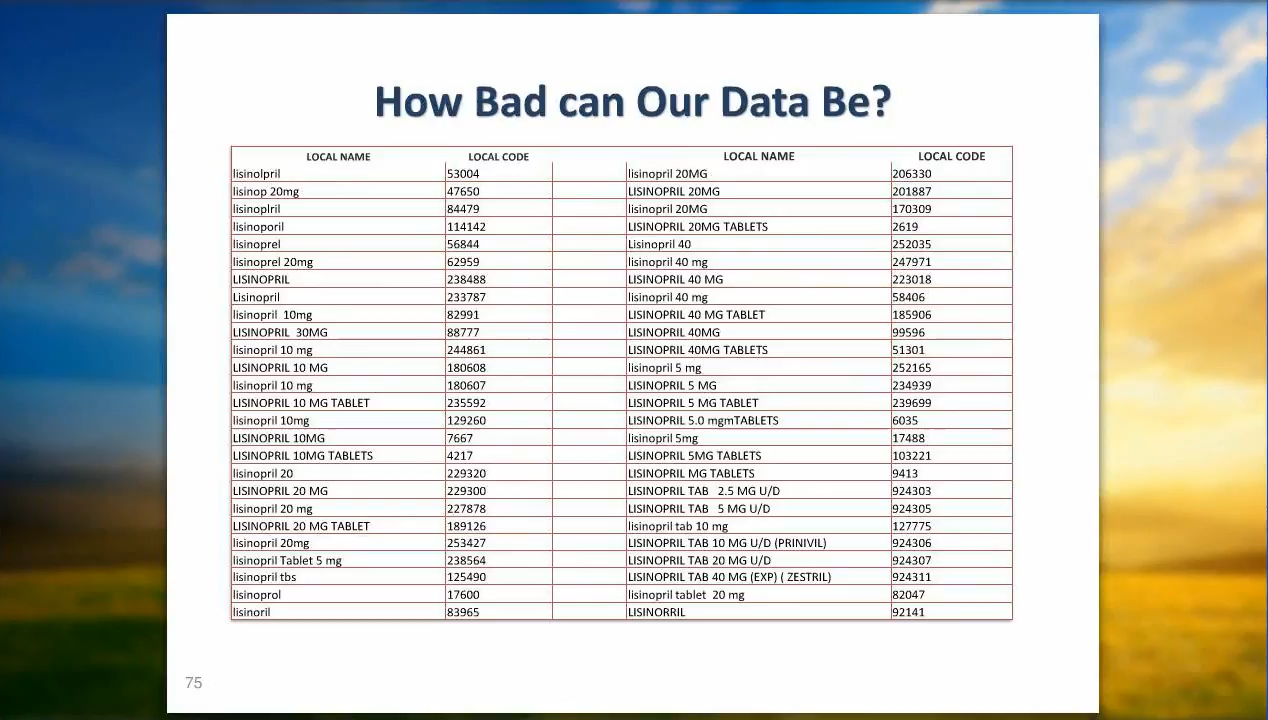 How Bad can Our Data Be?
LOCAL NAME LOCAL CODE LOCAL NAME LOCAL CODE
lisinolpril 53004 lisinopril 20MG 206330
lisinop 20mg 47650 LISINOPRIL 20MG 201887
lisinoplril 84479 lisinopril 20MG 170309
lisinoporil 114142 LISINOPRIL 20MG TABLETS 2619
lisinoprel 56844 Lisinopril 40 252035
lisinoprel 20mg 62959 lisinopril 40 mg 247971
LISINOPRIL 238488 LISINOPRIL 40 MG 223018
Lisinopril 233787 lisinopril 40 mg 58406
lisinopril 10mg 82991 LISINOPRIL 40 MG TABLET 185906
LISINOPRIL 30MG 88777 LISINOPRIL 40MG 99596
lisinopril 10 mg 244861 LISINOPRIL 40MG TABLETS 51301
LISINOPRIL 10 MG 180608 lisinopril 5 mg 252165
lisinopril 10 mg 180607 LISINOPRIL 5 MG 234939
LISINOPRIL 10 MG TABLET 235592 LISINOPRIL 5 MG TABLET 239699
lisinopril 10mg 129260 LISINOPRIL 5.0 mgmTABLETS 6035
LISINOPRIL 10MG 7667 lisinopril 5mg 17488
LISINOPRIL 10MG TABLETS 4217 LISINOPRIL 5MG TABLETS 103221
lisinopril 20 229320 LISINOPRIL MG TABLETS 9413
LISINOPRIL 20 MG 229300 LISINOPRIL TAB 2.5 MG U/D 924303
lisinopril 20 mg 227878 LISINOPRIL TAB 5 MG U/D 924305
LISINOPRIL 20 MG TABLET 189126 lisinopril tab 10 mg 127775
lisinopril 20mg 253427 LISINOPRIL TAB 10 MG U/D (PRINIVIL) 924306
lisinopril Tablet 5 mg 238564 LISINOPRIL TAB 20 MG U/D 924307
lisinopril tbs 125490 LISINOPRIL TAB 40 MG (EXP) ( ZESTRIL) 924311
lisinoprol 17600 lisinopril tablet 20 mg 82047
lisinoril 83965 LISINORRIL 92141
75